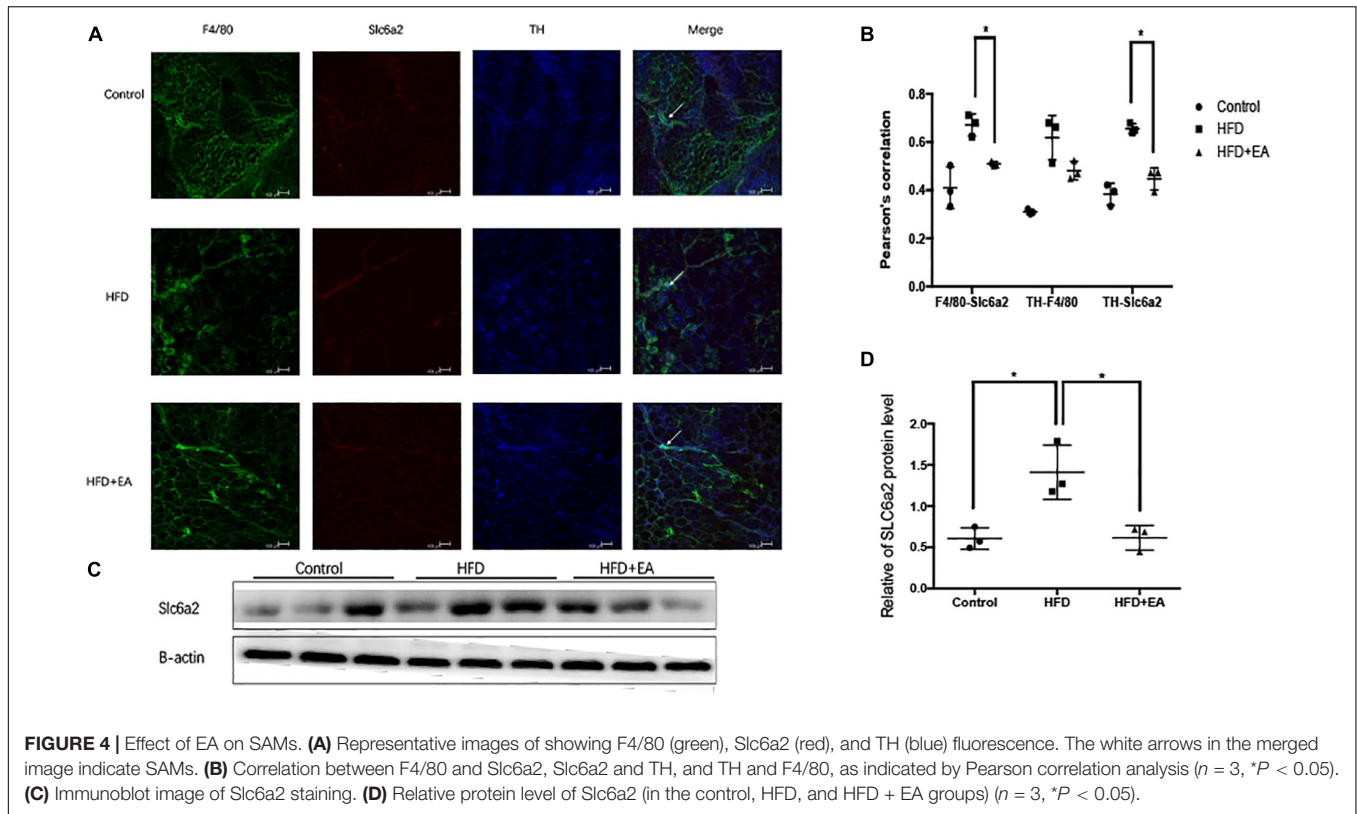 A
F4/80 Slc6a2 TH Merge
Control
HFD
HFD+EA
B
* *
Pearson's correlation
0.8
0.6
0.4
0.2
0.0
F4/80-Slc6a2 TH-F4/80 TH-Slc6a2
Control
HFD
HFD+EA
C
Control HFD HFD+EA
Slc6a2
B-actin
D
* *
Relative of SLC6a2 protein level
2.0
1.5
1.0
0.5
0.0
Control HFD HFD+EA
FIGURE 4 | Effect of EA on SAMs. (A) Representative images of showing F4/80 (green), Slc6a2 (red), and TH (blue) fluorescence. The white arrows in the merged
image indicate SAMs. (B) Correlation between F4/80 and Slc6a2, Slc6a2 and TH, and TH and F4/80, as indicated by Pearson correlation analysis (n = 3, *P < 0.05).
(C) Immunoblot image of Slc6a2 staining. (D) Relative protein level of Slc6a2 (in the control, HFD, and HFD + EA groups) (n = 3, *P < 0.05).